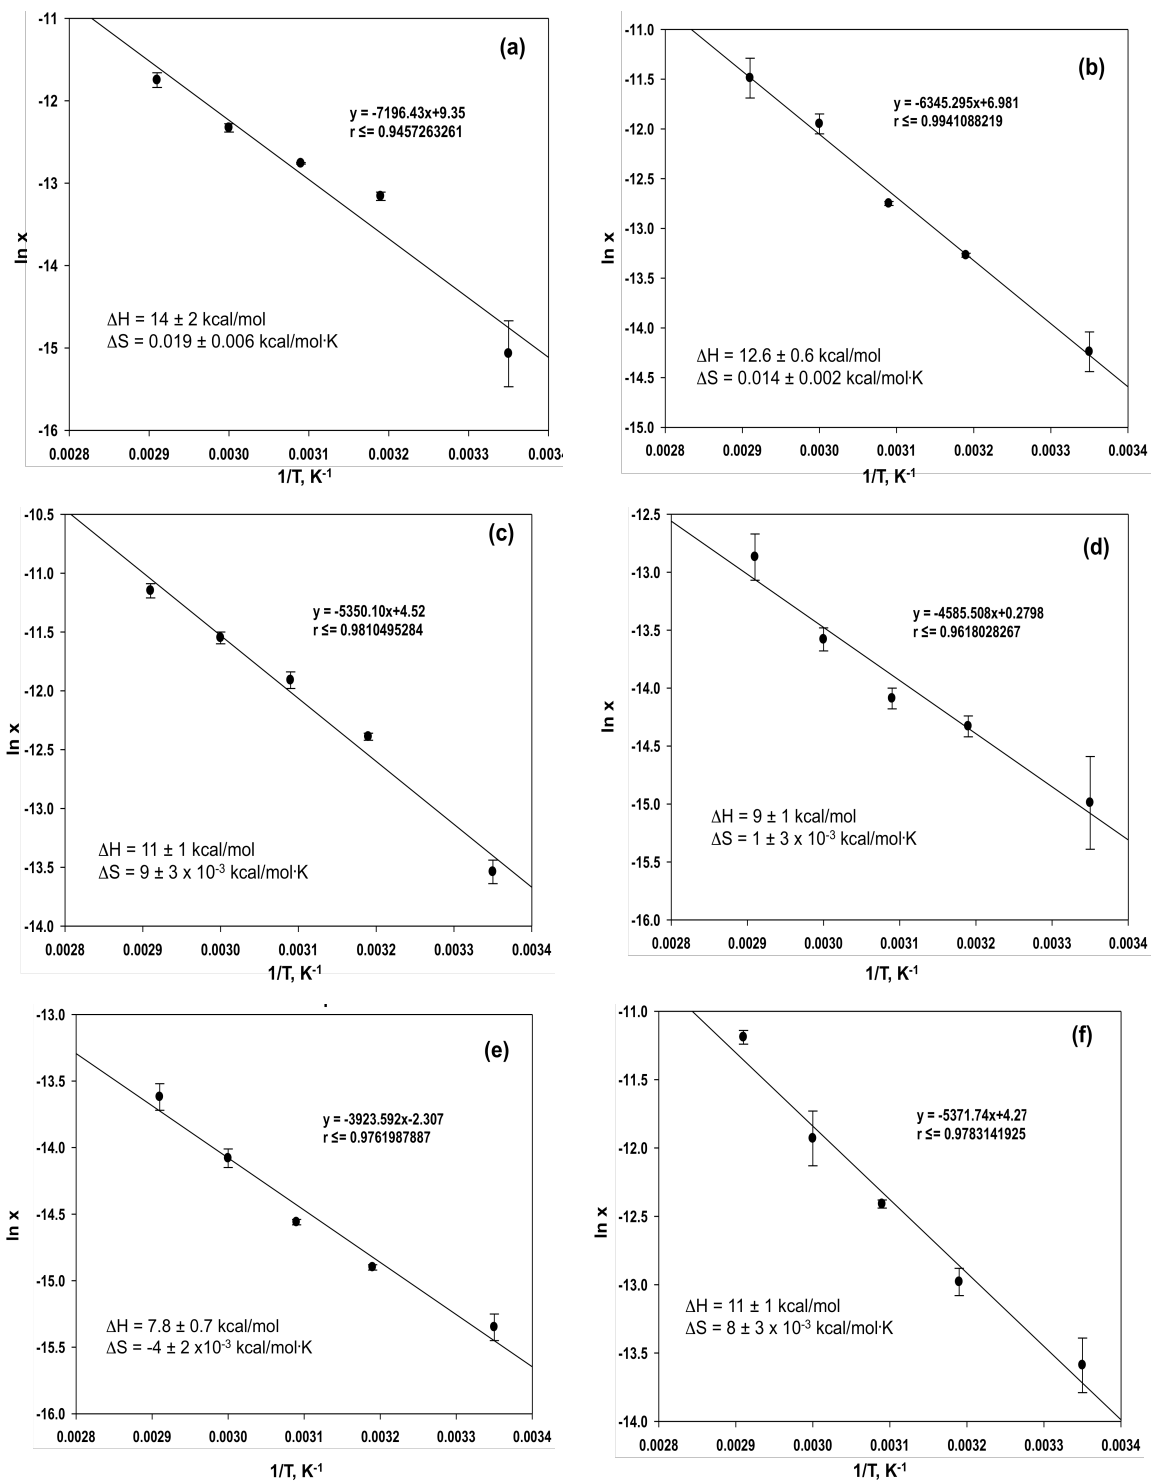 (a)
y = -7196.43x+9.35
r ≤= 0.9457263261
ΔH = 14 ± 2 kcal/mol
ΔS = 0.019 ± 0.006 kcal/mol·K
ln x
-11
-12
-13
-14
-15
-16
0.0028 0.0029 0.0030 0.0031 0.0032 0.0033 0.0034
1/T, K-1
(b)
y = -6345.295x+6.981
r ≤= 0.9941088219
ΔH = 12.6 ± 0.6 kcal/mol
ΔS = 0.014 ± 0.002 kcal/mol·K
ln x
-11.0
-11.5
-12.0
-12.5
-13.0
-13.5
-14.0
-14.5
-15.0
0.0028 0.0029 0.0030 0.0031 0.0032 0.0033 0.0034
1/T, K-1
(c)
y = -5350.10x+4.52
r ≤= 0.9810495284
ΔH = 11 ± 1 kcal/mol
ΔS = 9 ± 3 x 10-3 kcal/mol·K
ln x
-10.5
-11.0
-11.5
-12.0
-12.5
-13.0
-13.5
-14.0
0.0028 0.0029 0.0030 0.0031 0.0032 0.0033 0.0034
1/T, K-1
(d)
y = -4585.508x+0.2798
r ≤= 0.9618028267
ΔH = 9 ± 1 kcal/mol
ΔS = 1 ± 3 x 10-3 kcal/mol·K
ln x
-12.5
-13.0
-13.5
-14.0
-14.5
-15.0
-15.5
-16.0
0.0028 0.0029 0.0030 0.0031 0.0032 0.0033 0.0034
1/T, K-1
(e)
y = -3923.592x-2.307
r ≤= 0.9761987887
ΔH = 7.8 ± 0.7 kcal/mol
ΔS = -4 ± 2 x10-3 kcal/mol·K
ln x
-13.0
-13.5
-14.0
-14.5
-15.0
-15.5
-16.0
0.0028 0.0029 0.0030 0.0031 0.0032 0.0033 0.0034
1/T, K-1
(f)
y = -5371.74x+4.27
r ≤= 0.9783141925
ΔH = 11 ± 1 kcal/mol
ΔS = 8 ± 3 x 10-3 kcal/mol·K
ln x
-11.0
-11.5
-12.0
-12.5
-13.0
-13.5
-14.0
0.0028 0.0029 0.0030 0.0031 0.0032 0.0033 0.0034
1/T, K-1